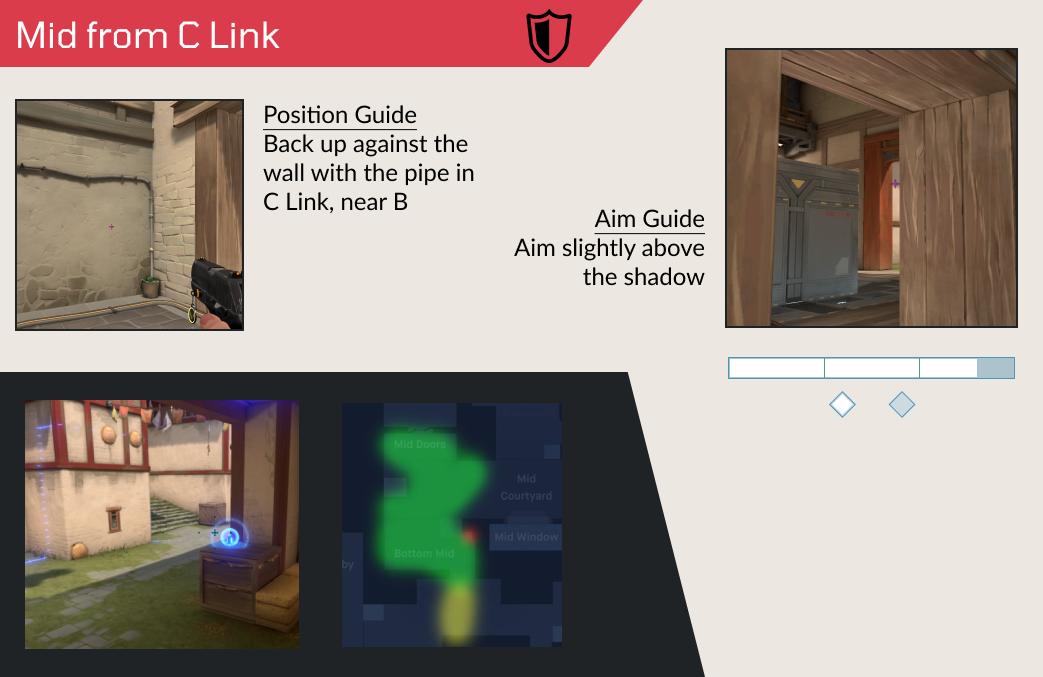 Mid from C Link
Position Guide
Back up against the
wall with the pipe in
C Link, near B
Aim Guide
Aim slightly above
the shadow
Mid Doors
Mid
Courtyard
Mid Window
Bottom Mid
by